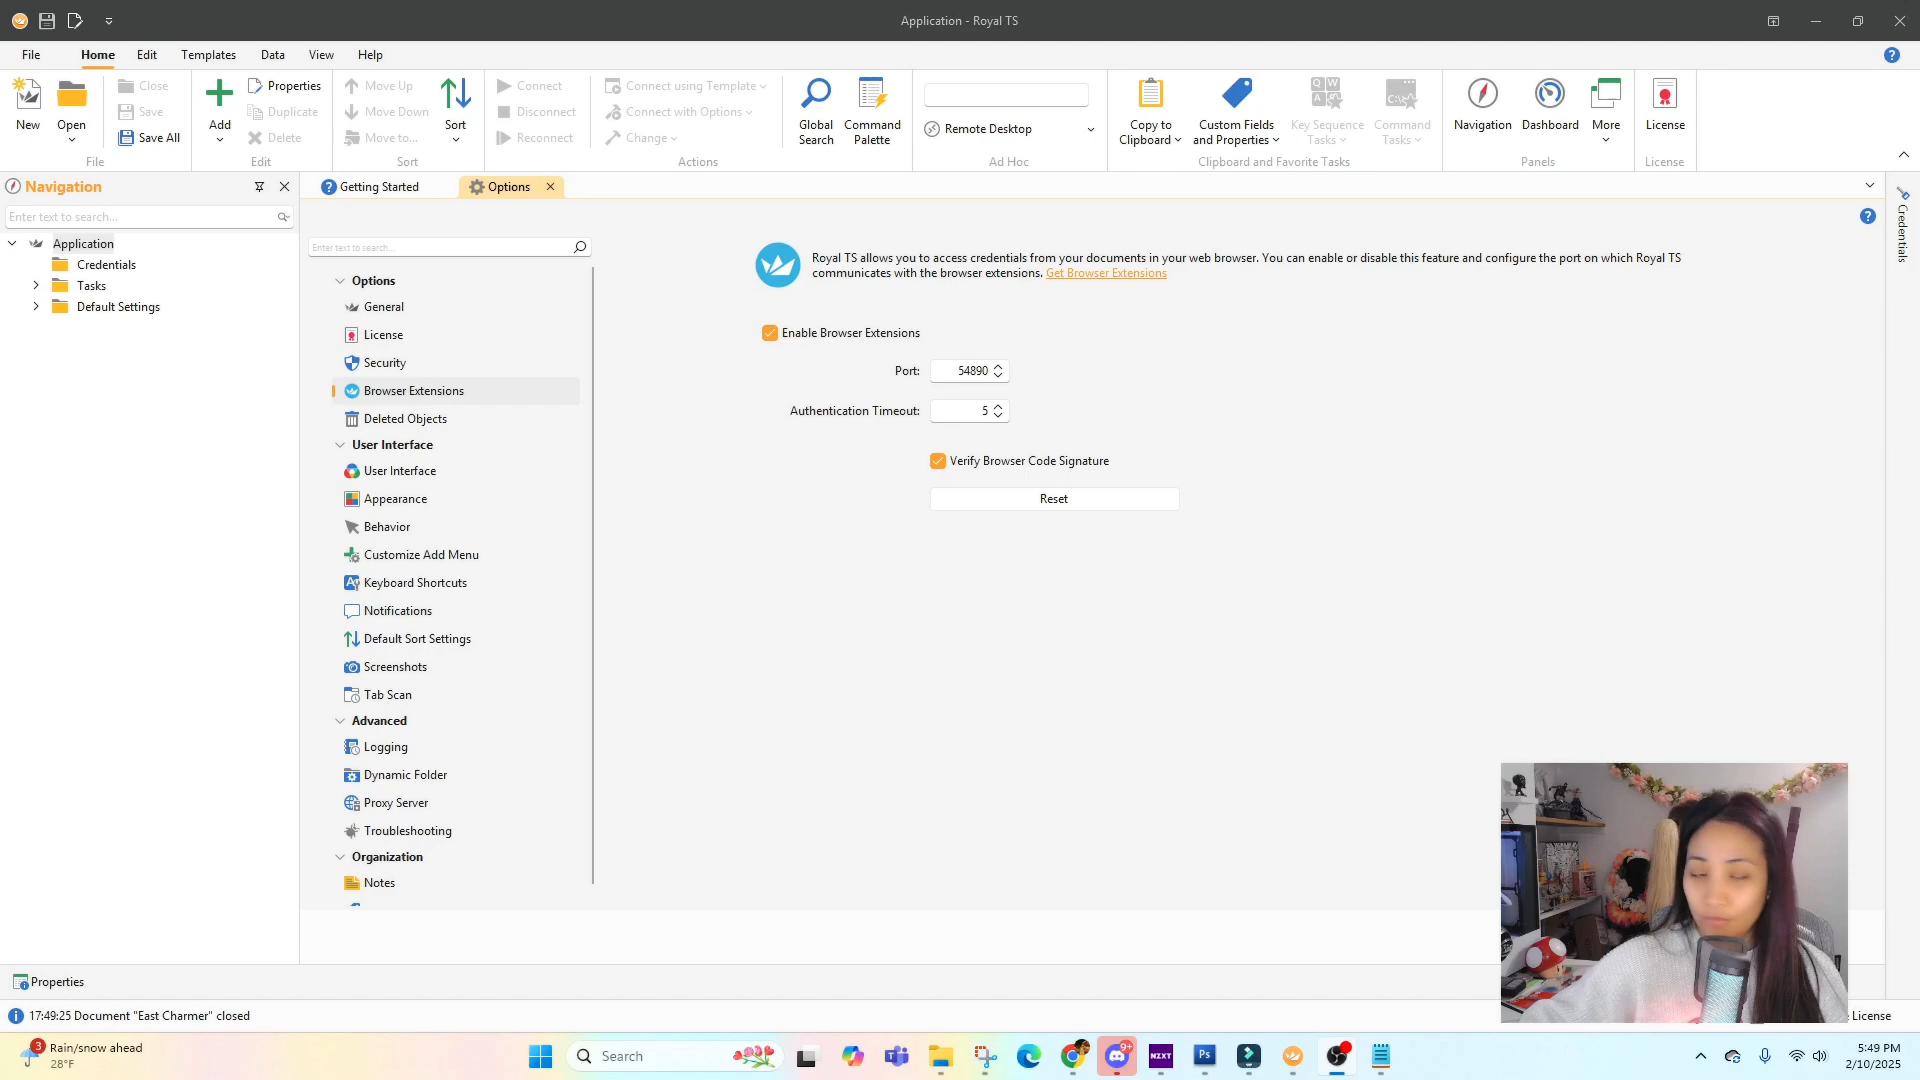 Application - Royal TS
File Home Edit Templates Data View Help
New
Open
Close
Save
Save All
File
Add
Properties
Duplicate
Delete
Edit
Move Up
Move Down
Move to...
Sort
Sort
Connect
Disconnect
Reconnect
Connect using Template
Connect with Options
Change
Actions
Global
Search
Command
Palette
Remote Desktop
Ad Hoc
Copy to
Clipboard
Custom Fields
and Properties
Key Sequence
Tasks
Command
Tasks
Clipboard and Favorite Tasks
Navigation
Dashboard
More
Panels
License
License
Navigation
Enter text to search...
Application
Credentials
Tasks
Default Settings
Getting Started
Options
Credentials
Enter text to search...
Options
General
License
Security
Browser Extensions
Deleted Objects
User Interface
User Interface
Appearance
Behavior
Customize Add Menu
Keyboard Shortcuts
Notifications
Default Sort Settings
Screenshots
Tab Scan
Advanced
Logging
Dynamic Folder
Proxy Server
Troubleshooting
Organization
Notes
Royal TS allows you to access credentials from your documents in your web browser. You can enable or disable this feature and configure the port on which Royal TS
communicates with the browser extensions. Get Browser Extensions
Enable Browser Extensions
Port: 54890
Authentication Timeout: 5
Verify Browser Code Signature
Reset
Properties
17:49:25 Document "East Charmer" closed
License
3
Rain/snow ahead
28°F
Search
9+
NZXT
Ps
5:49 PM
2/10/2025